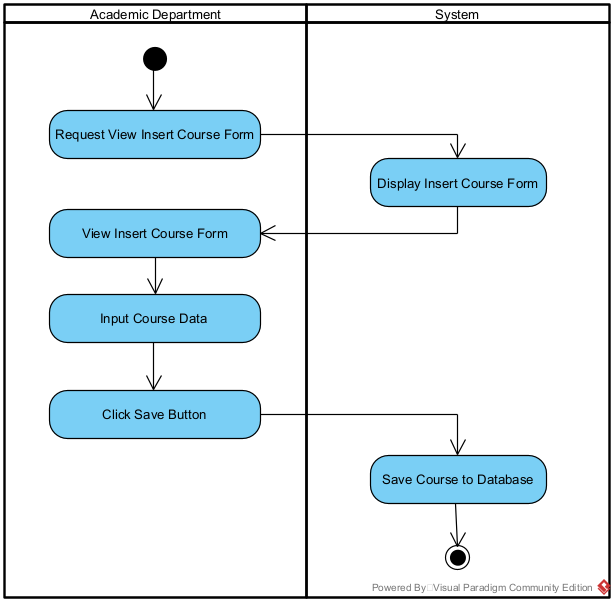 Academic Department
System
Request View Insert Course Form
Display Insert Course Form
View Insert Course Form
Input Course Data
Click Save Button
Save Course to Database
Powered By Visual Paradigm Community Edition